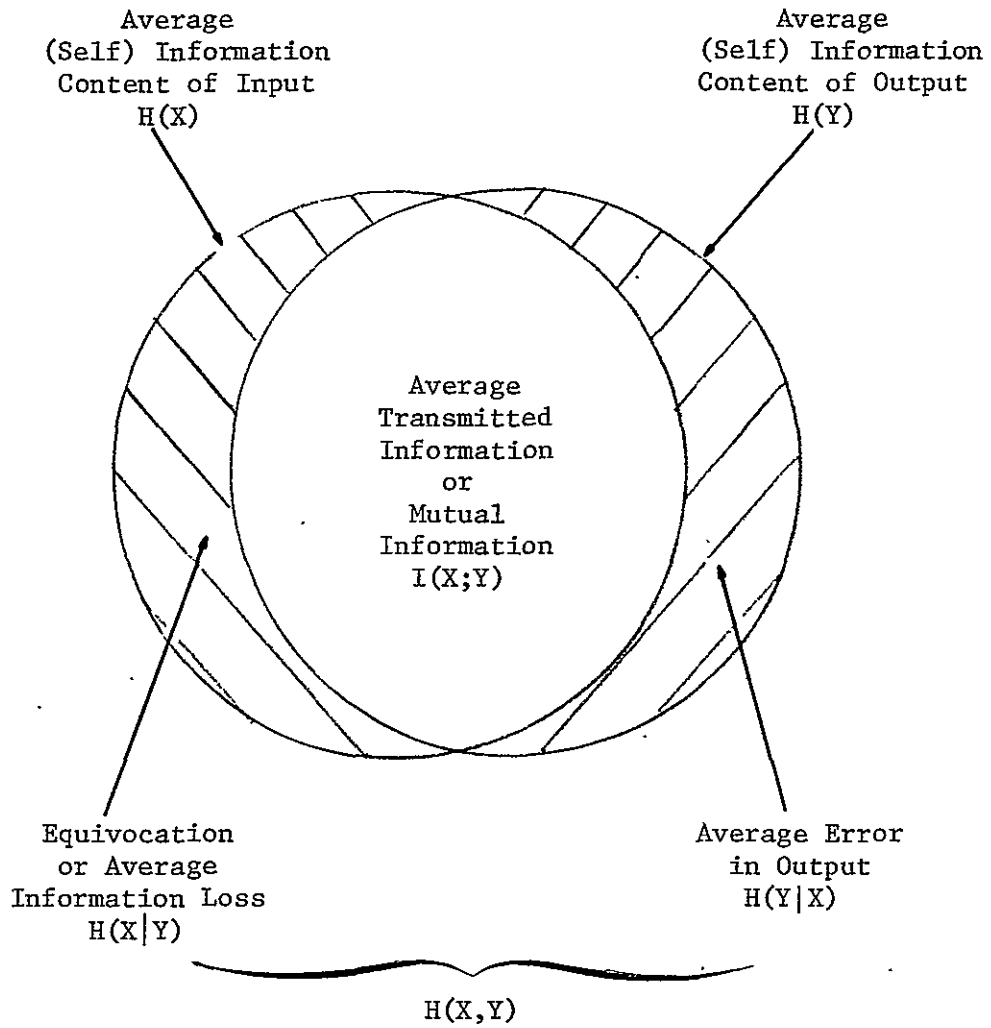 Average
(Self) Information
Content of Input
H(X)
Average
(Self) Information
Content of Output
H(Y)
Average
Transmitted
Information
or
Mutual
Information
I(X;Y)
Equivocation
or Average
Information Loss
H(X|Y)
Average Error
in Output
H(Y|X)
H(X,Y)